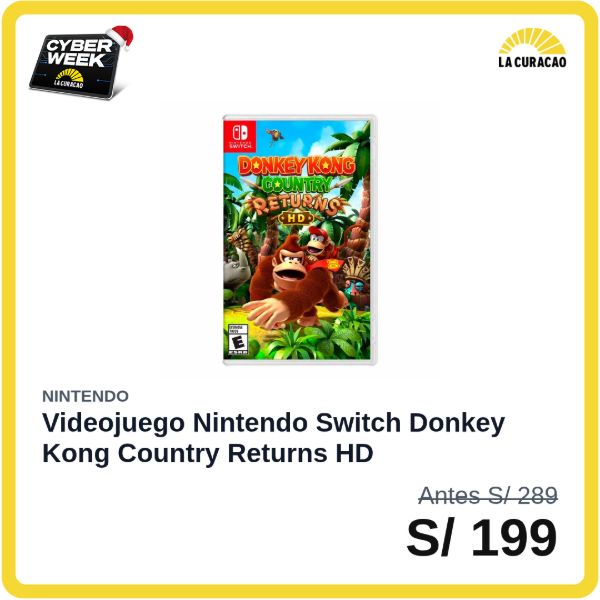 CYBER
WEEK
LA CURACAO
LA CURACAO
NINTENDO
SWITCH
DONKEY KONG
COUNTRY
RETURNS
HD
E
ESRB
NINTENDO
Videojuego Nintendo Switch Donkey
Kong Country Returns HD
Antes S/ 289
S/ 199